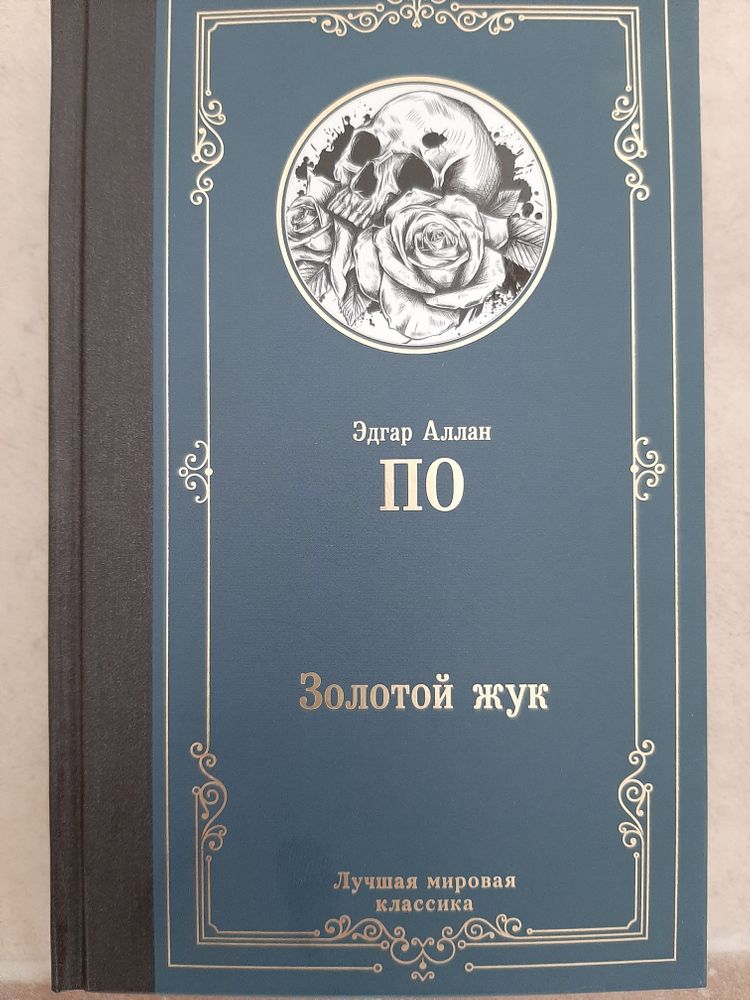 Эдгар Аллан
ПО
Золотой жук
Лучшая мировая
классика